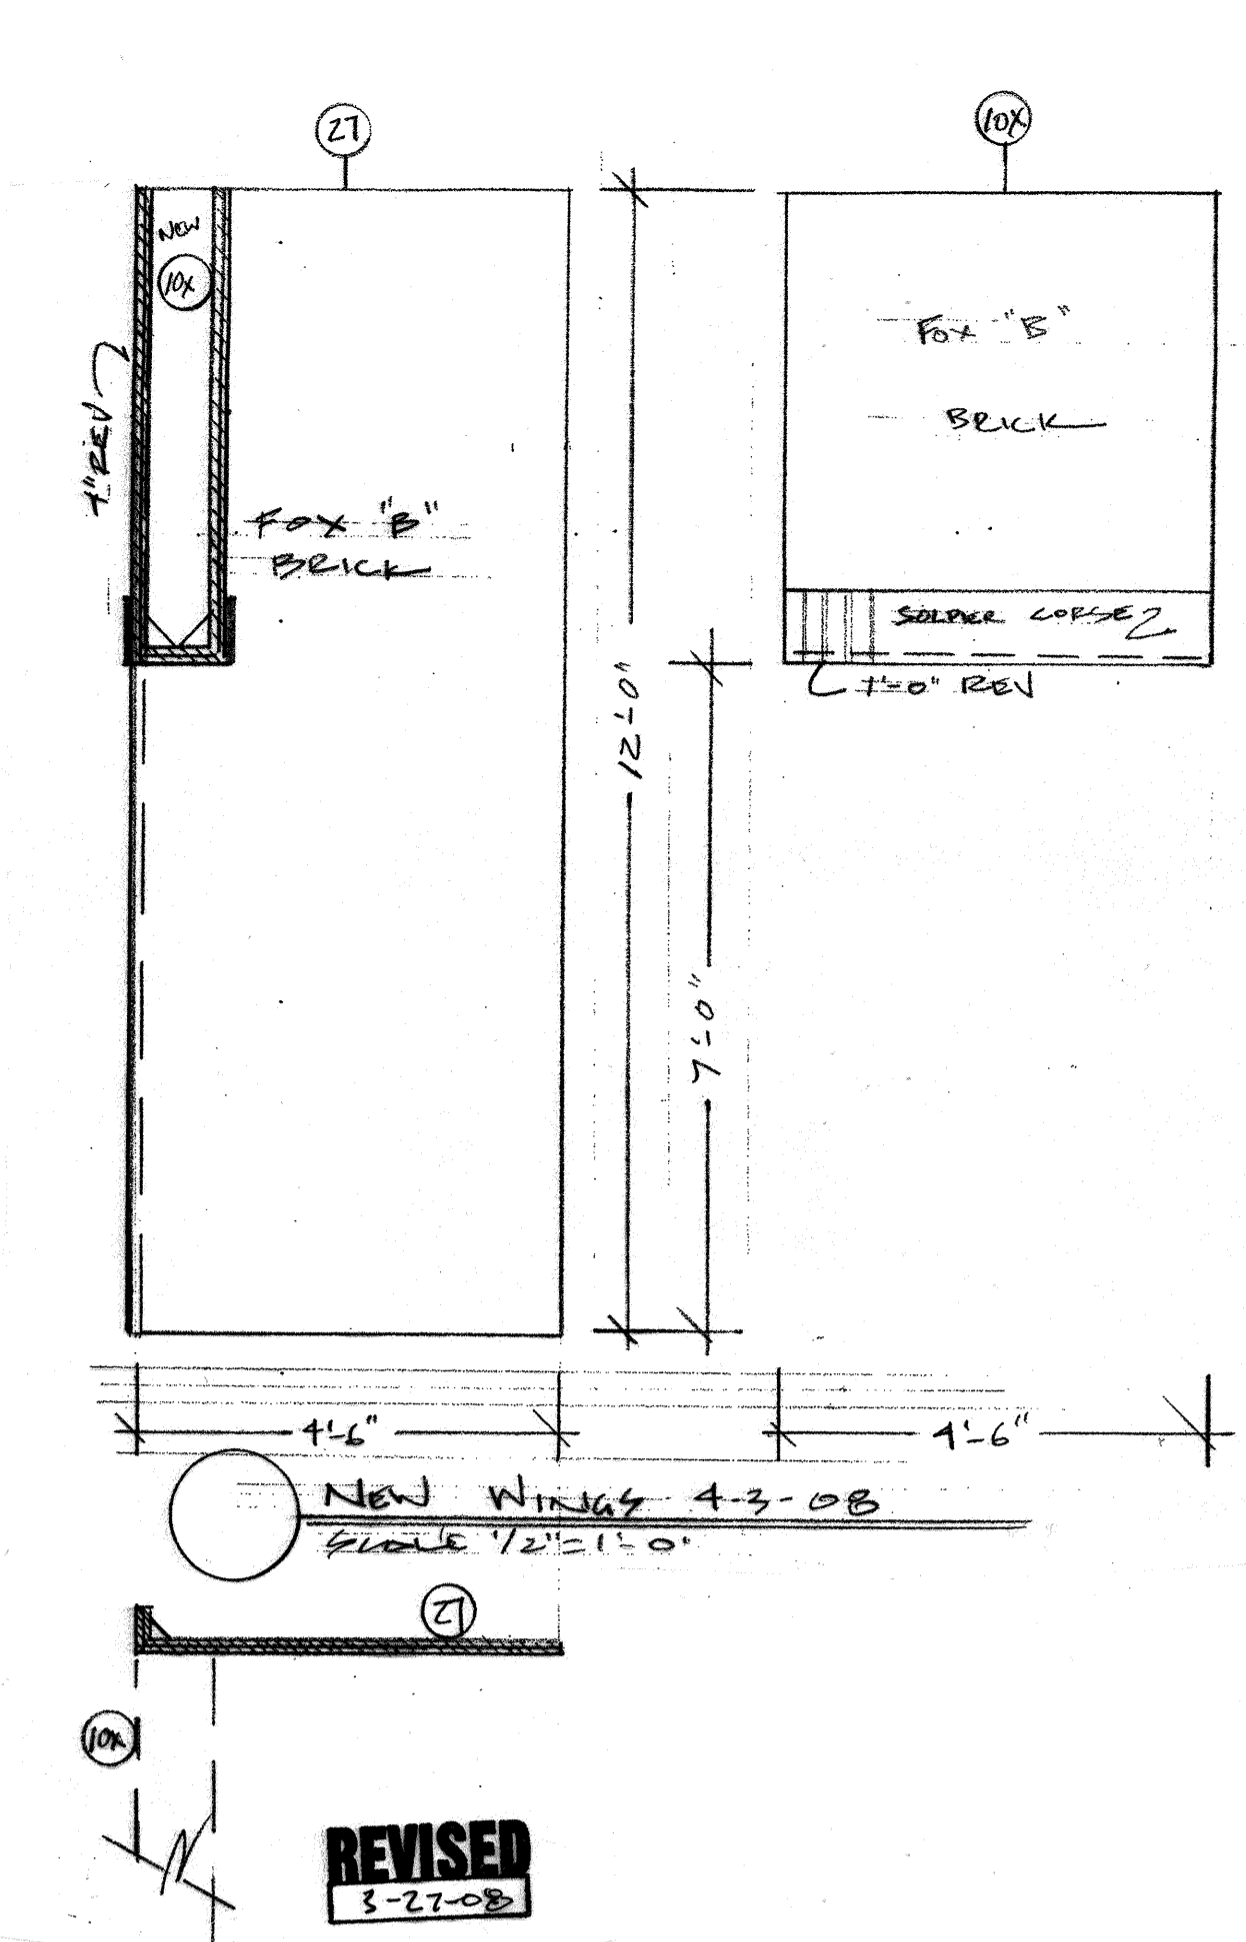 27
10X
NEW
10X
4" REV
FOX "B"
BRICK
FOX "B"
BRICK
SOLDIER CORSE
1'-0" REV
12'-0"
7'-0"
4'-6"
4'-6"
NEW WINGS 4-3-08
SCALE 1/2"=1'-0"
27
10X
REVISED
3-27-08